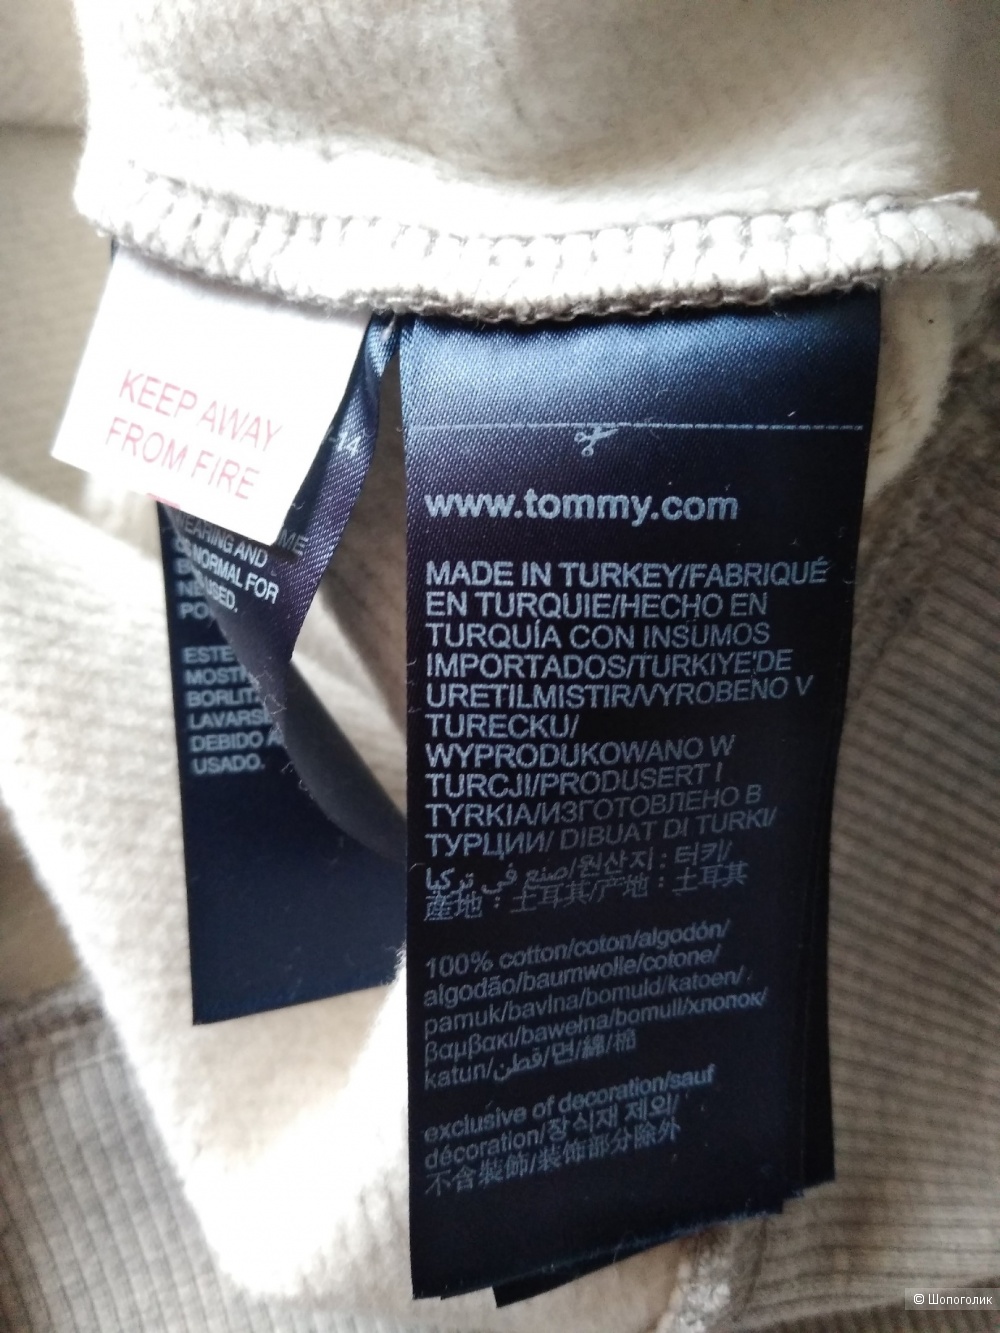 KEEP AWAY
FROM FIRE
14
ME
WEARING AND
NORMAL FOR
USED.
ESTE
MOST
BORLIT
LAVARS
DEBIDO A
USADO.
www.tommy.com
MADE IN TURKEY/FABRIQUÉ
EN TURQUIE/HECHO EN
TURQUÍA CON INSUMOS
IMPORTADOS/TURKIYE'DE
URETILMISTIR/VYROBENO V
TURECKU/
WYPRODUKOWANO W
TURCJI/PRODUSERT I
TYRKIA/ИЗГОТОВЛЕНО В
ТУРЦИИ/ DIBUAT DI TURKI/
صنع في تركيا/원산지 : 터키/
產地 : 土耳其/产地 : 土耳其
100% cotton/coton/algodón/
algodão/baumwolle/cotone/
pamuk/bavlna/bomuld/katoen/
βαμβακι/bawełna/bomull/хлопок/
katun/قطن/면/綿/棉
exclusive of decoration/sauf
décoration/장식재 제외/
不含裝飾/装饰部分除外
© Шопоголик